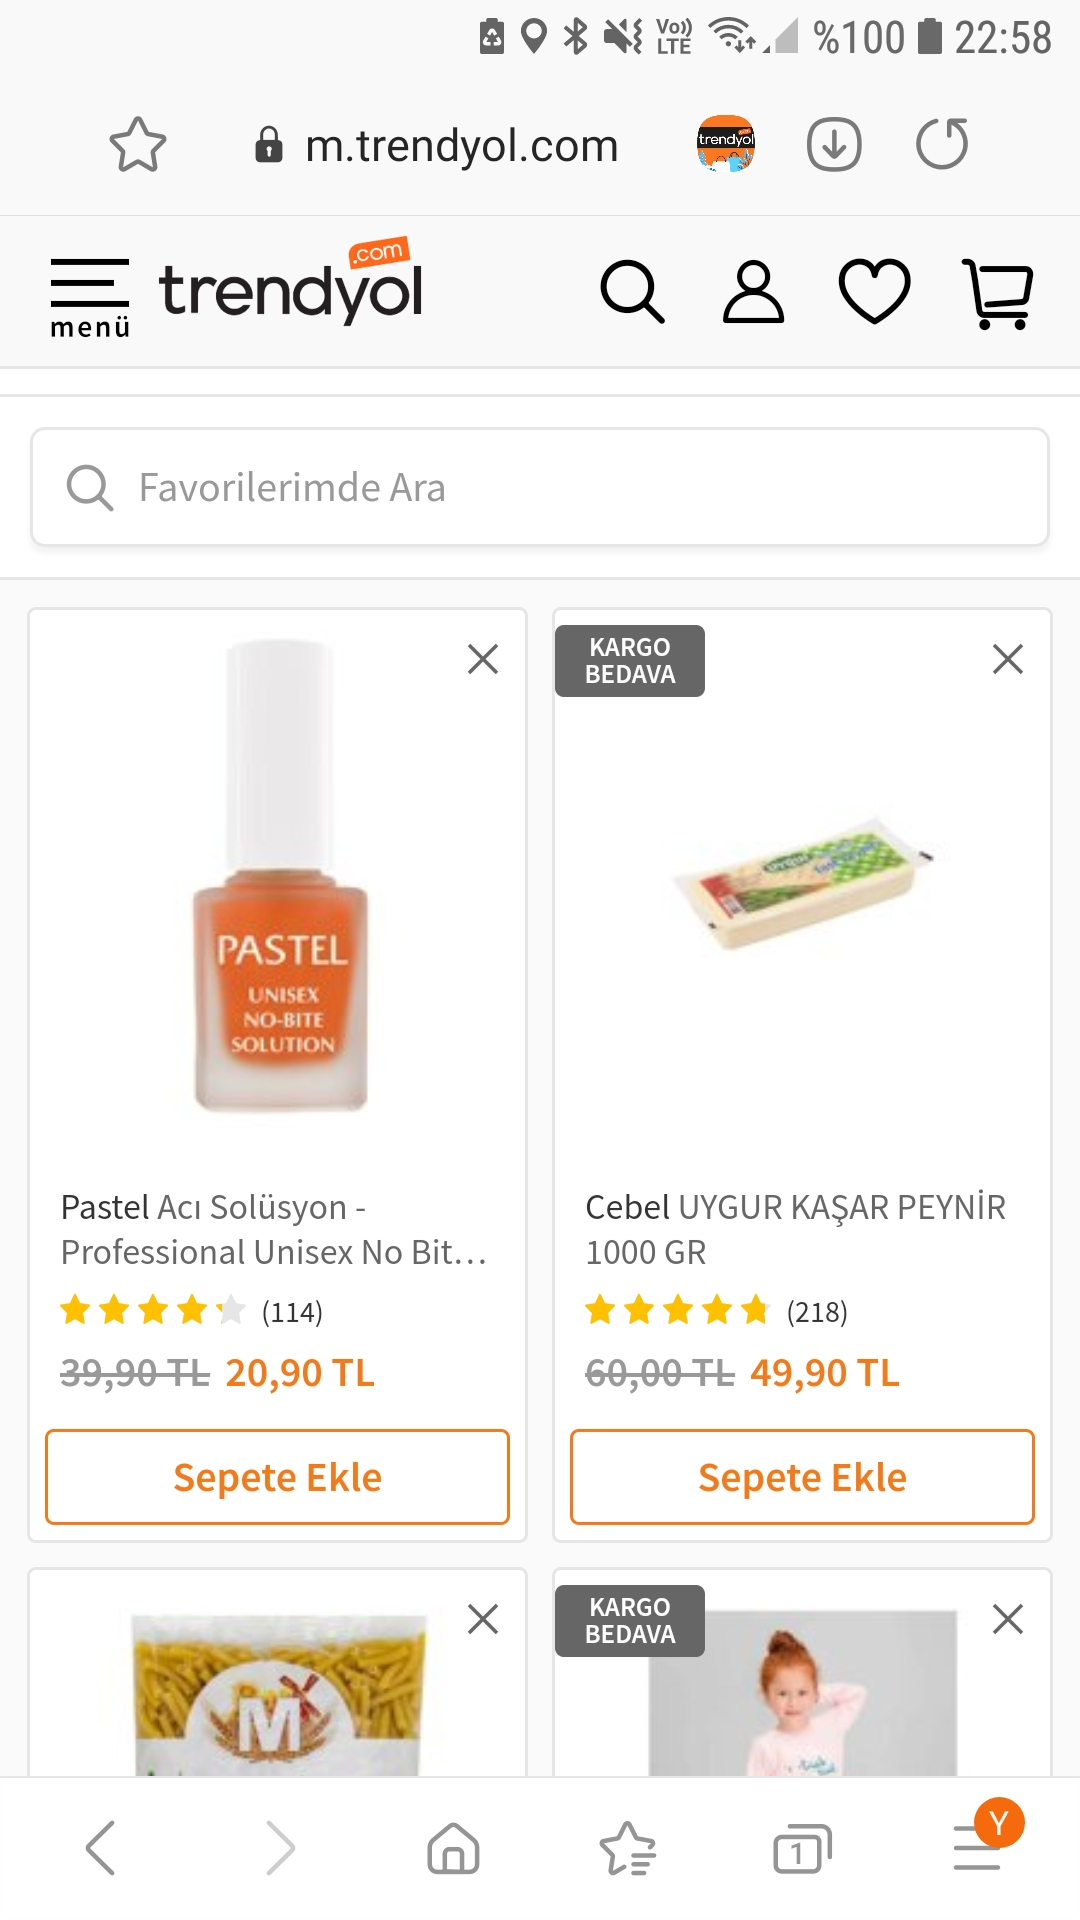 Vo))
LTE
%100
22:58
m.trendyol.com
trendyol
.com
trendyol
menü
Favorilerimde Ara
PASTEL
UNISEX
NO-BITE
SOLUTION
KARGO
BEDAVA
Pastel Acı Solüsyon -
Professional Unisex No Bit...
(114)
39,90 TL 20,90 TL
Sepete Ekle
Cebel UYGUR KAŞAR PEYNİR
1000 GR
(218)
60,00 TL 49,90 TL
Sepete Ekle
M
KARGO
BEDAVA
1
Y